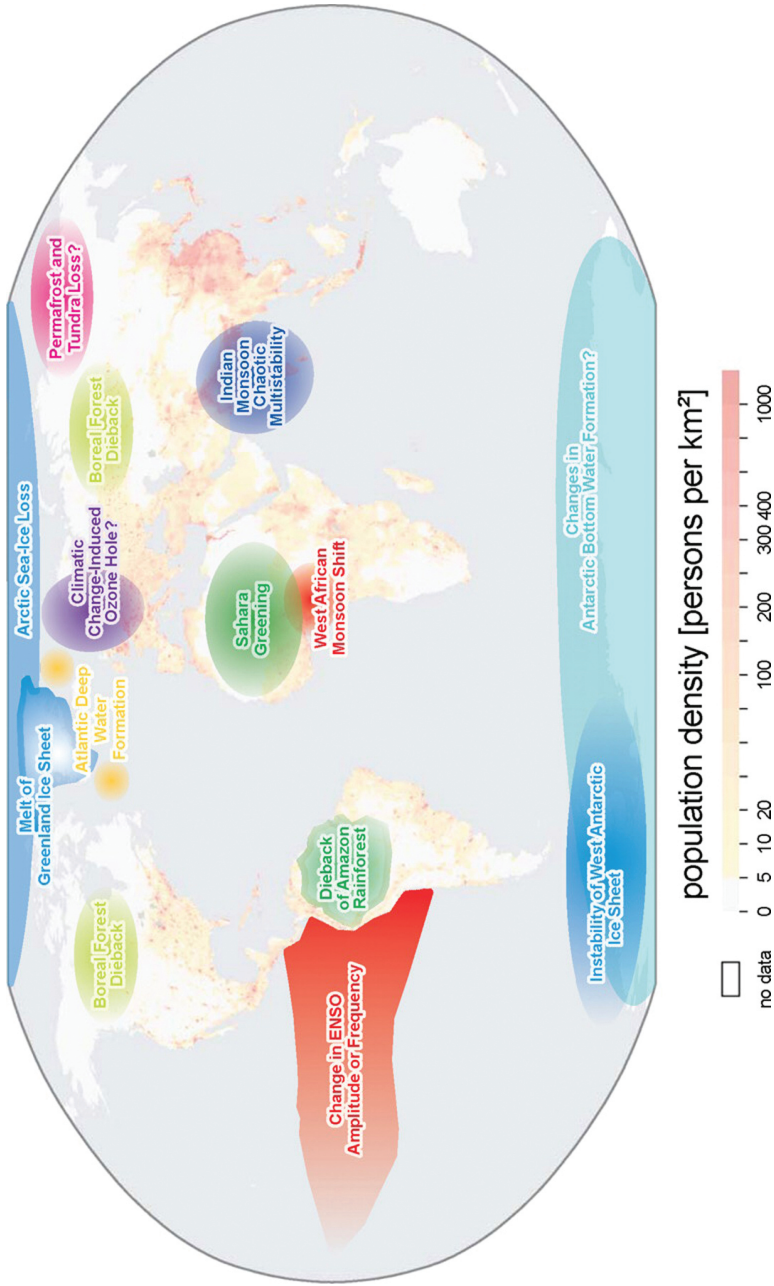 Arctic Sea-Ice Loss
Melt of
Greenland Ice Sheet
Atlantic Deep
Water
Formation
Climatic
Change-Induced
Ozone Hole?
Permafrost and
Tundra Loss?
Boreal Forest
Dieback
Boreal Forest
Dieback
Sahara
Greening
West African
Monsoon Shift
Indian
Monsoon
Chaotic
Multistability
Dieback
of Amazon
Rainforest
Change in ENSO
Amplitude or Frequency
Instability of West Antarctic
Ice Sheet
Changes in
Antarctic Bottom Water Formation?
population density [persons per km²]
no data
0 5 10 20 100 200 300 400 1000